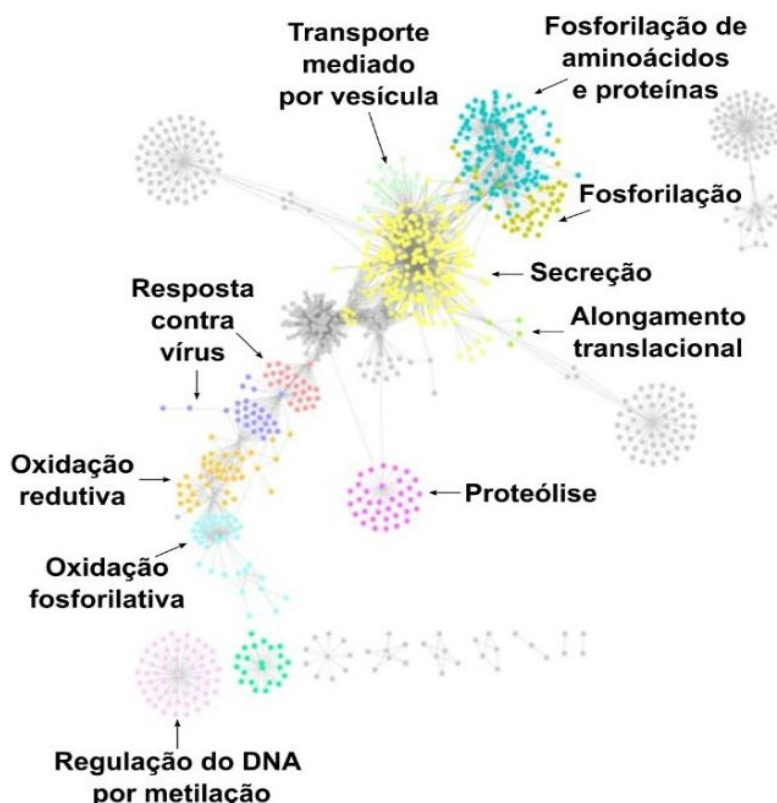 Transporte
mediado
por vesícula
Fosforilação de
aminoácidos
e proteínas
Fosforilação
Secreção
Resposta
contra
vírus
Alongamento
translacional
Oxidação
redutiva
Proteólise
Oxidação
fosforilativa
Regulação do DNA
por metilação